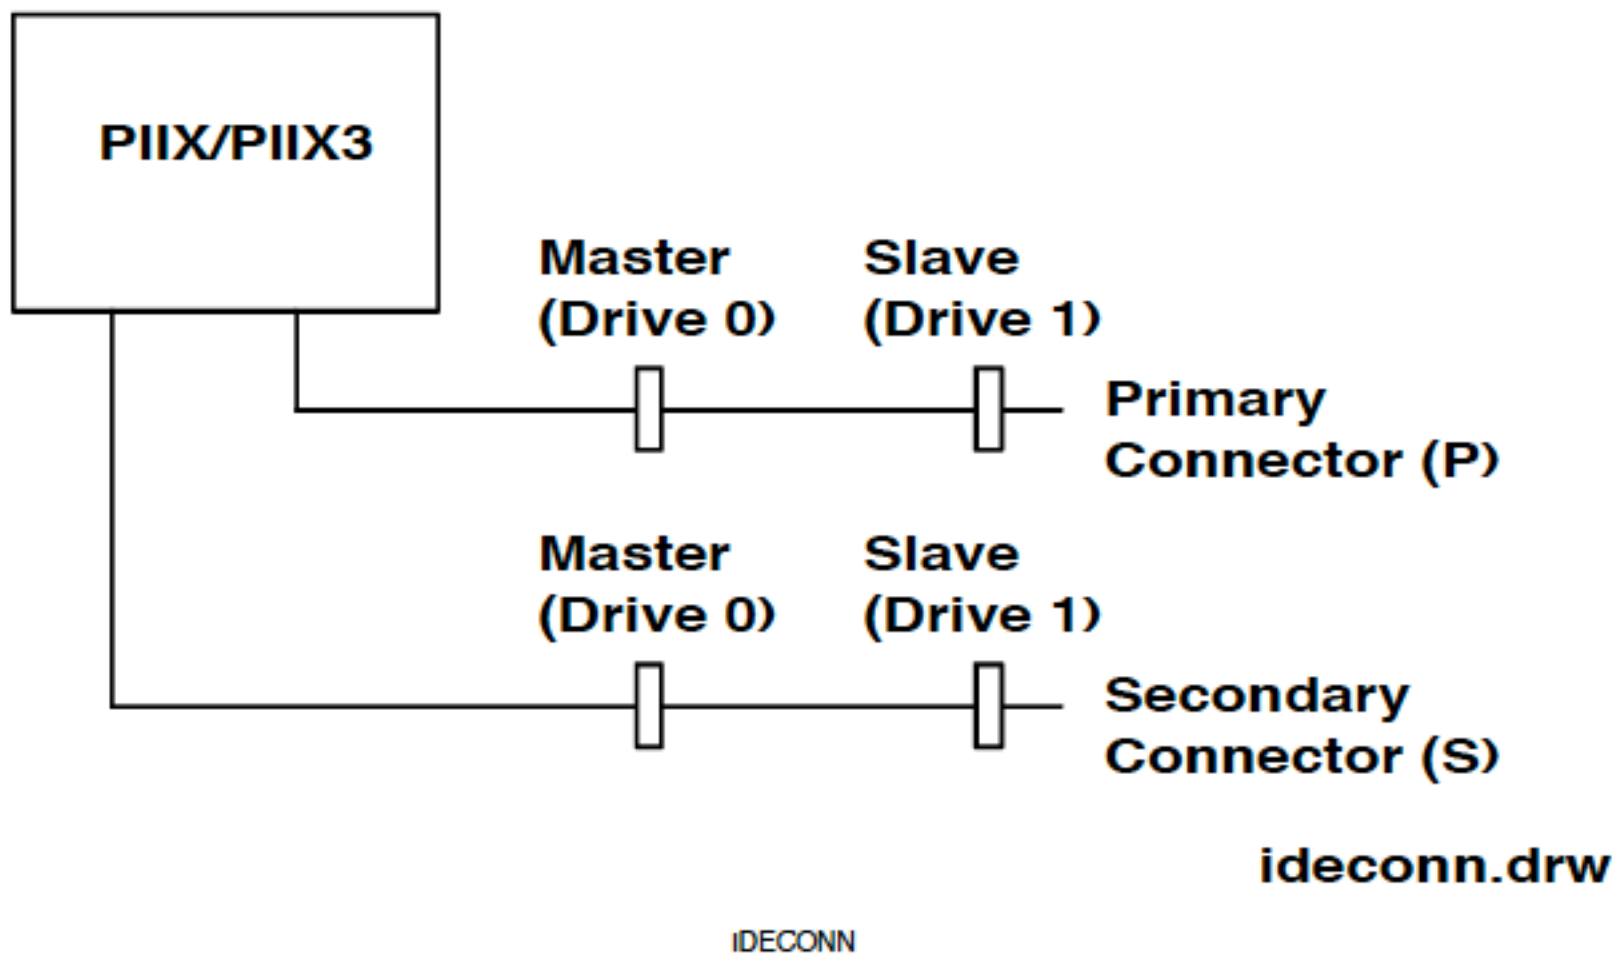 PIIX/PIIX3
Master
(Drive 0)
Slave
(Drive 1)
Primary
Connector (P)
Master
(Drive 0)
Slave
(Drive 1)
Secondary
Connector (S)
ideconn.drw
IDECONN